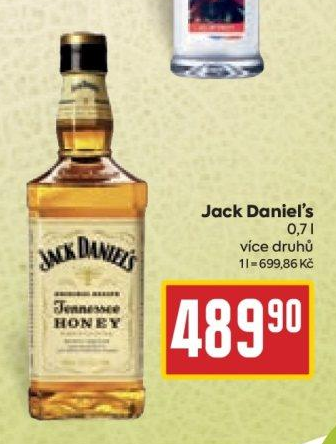 Jack Daniel's
0,7 l
více druhů
1 l = 699,86 Kč
489 90
JACK DANIEL'S
Tennessee
HONEY